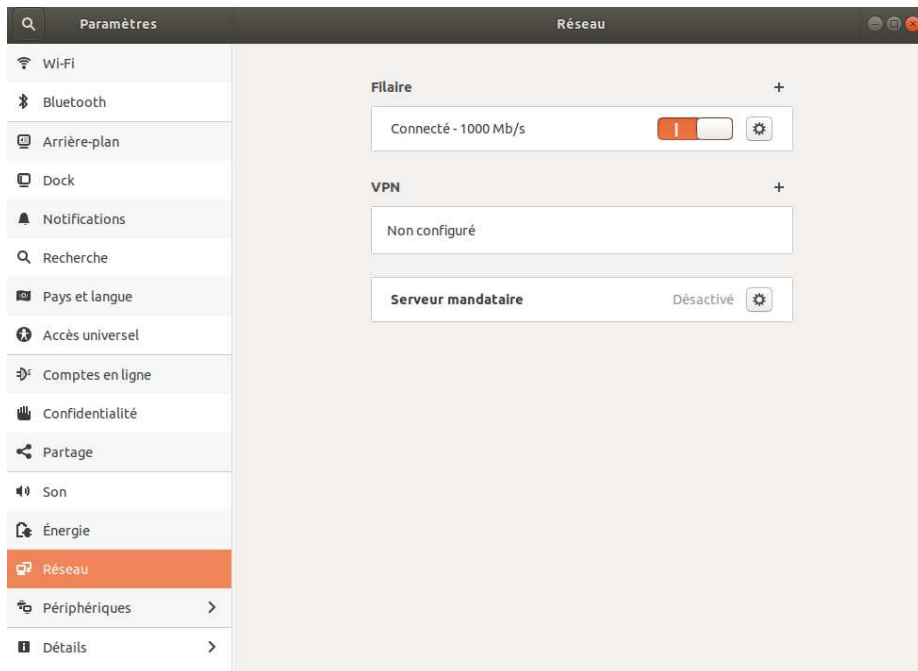 Paramètres
Réseau
Wi-Fi
Bluetooth
Arrière-plan
Dock
Notifications
Recherche
Pays et langue
Accès universel
Comptes en ligne
Confidentialité
Partage
Son
Énergie
Réseau
Périphériques
Détails
Filaire
Connecté - 1000 Mb/s
VPN
Non configuré
Serveur mandataire Désactivé